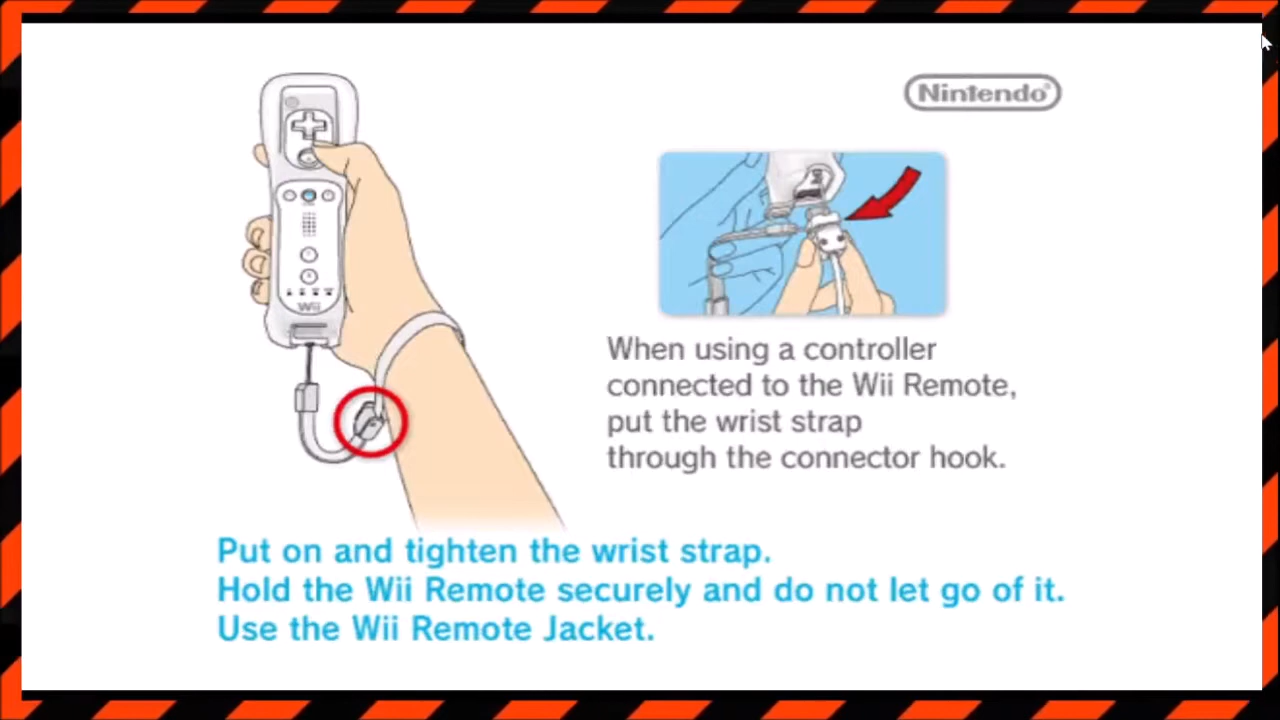 Nintendo
Wii
When using a controller
connected to the Wii Remote,
put the wrist strap
through the connector hook.
Put on and tighten the wrist strap.
Hold the Wii Remote securely and do not let go of it.
Use the Wii Remote Jacket.